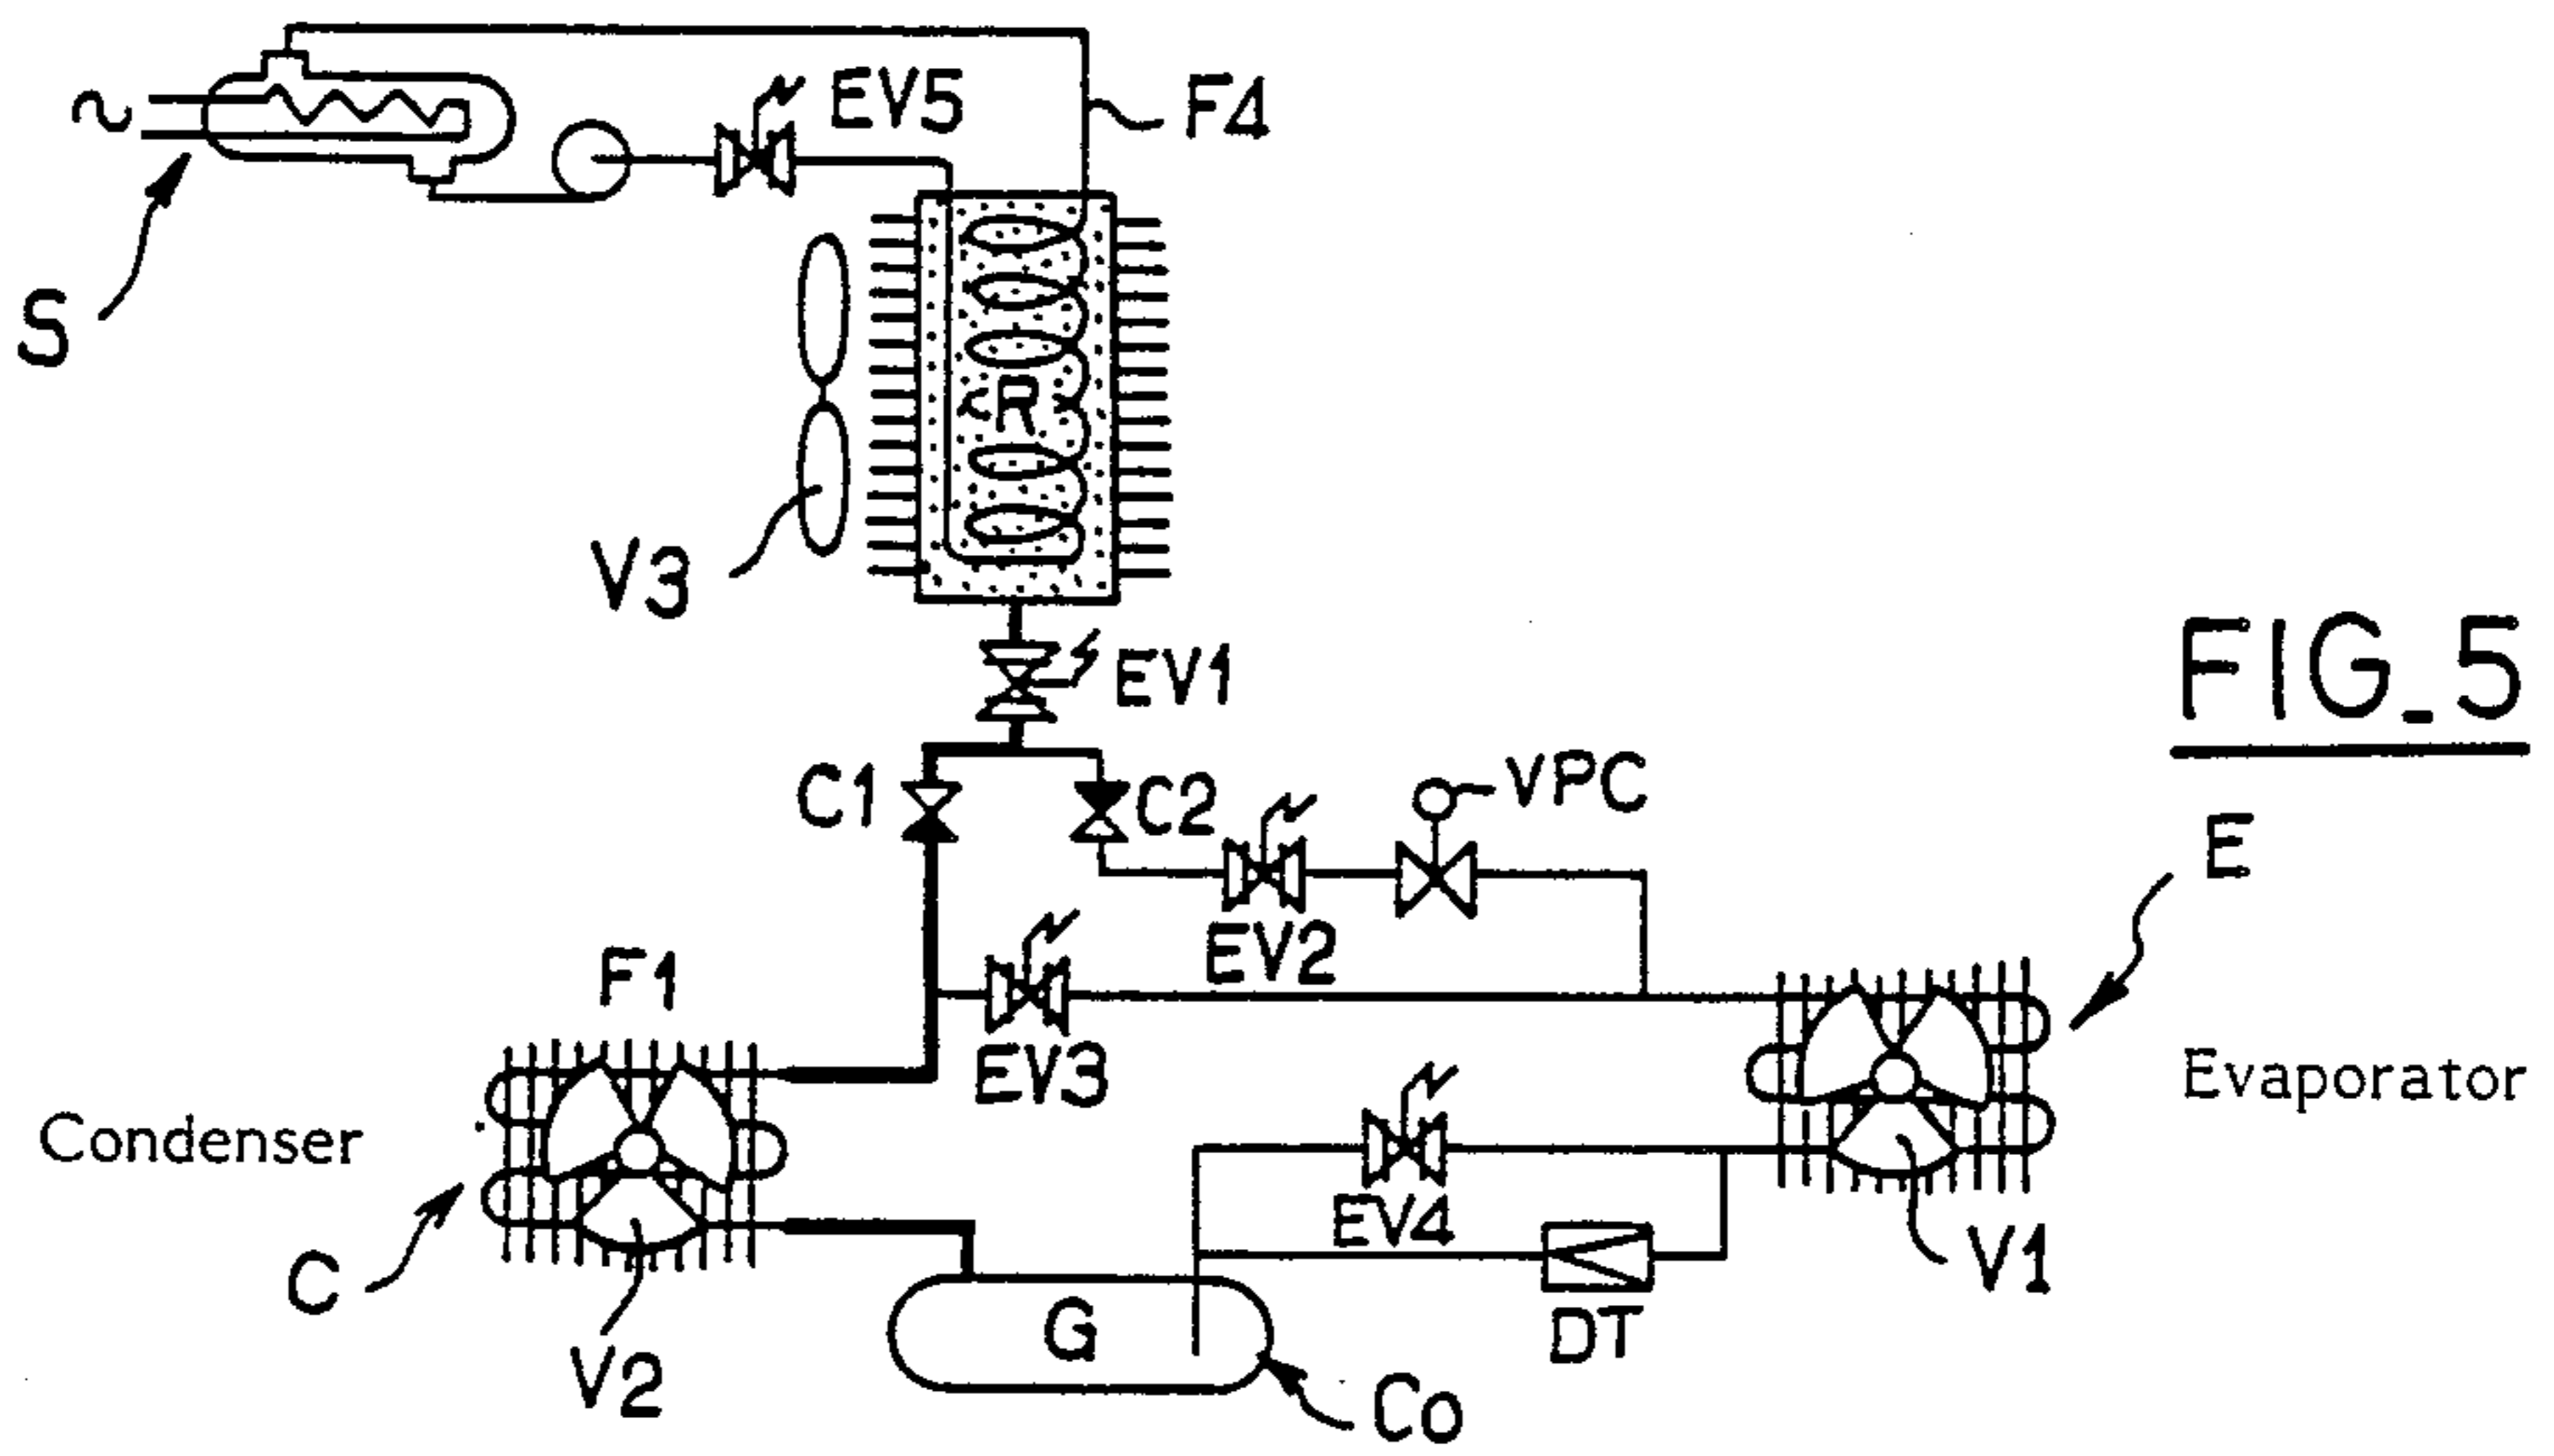 EV5
F4
S
R
V3
EV1
FIG_5
C1
C2
VPC
E
EV2
F1
EV3
Evaporator
Condenser
EV4
V1
C
G
DT
V2
Co